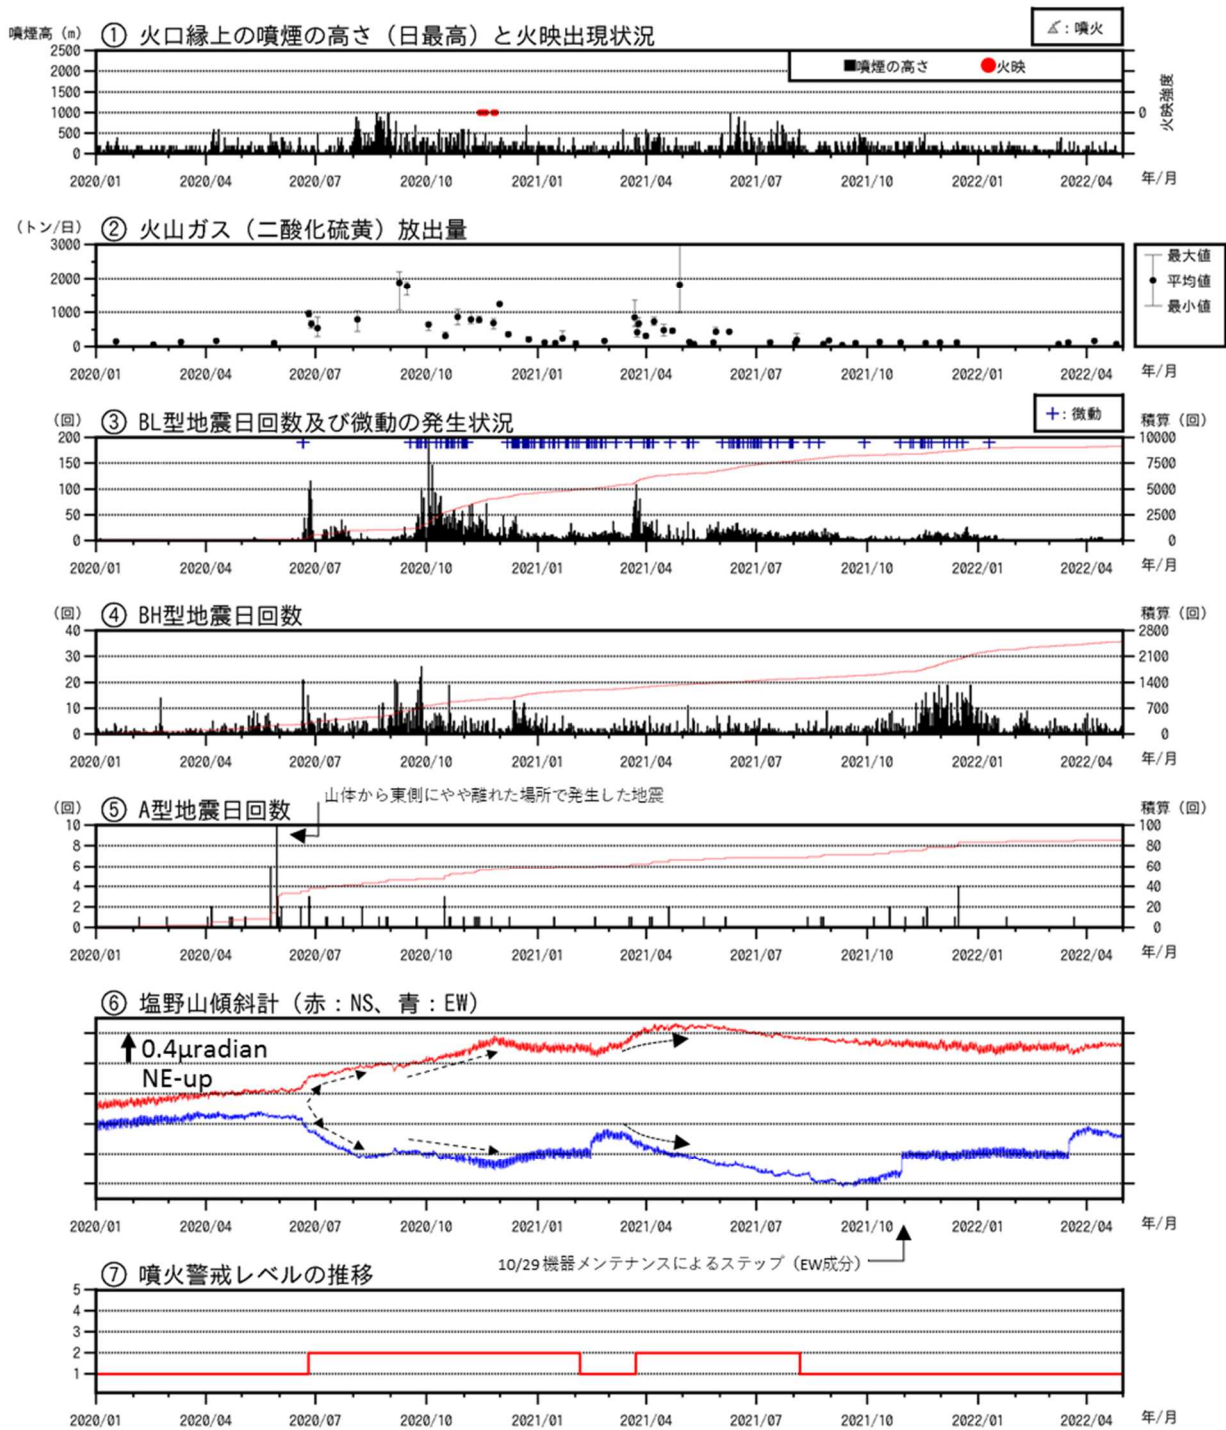 噴煙高（m） ① 火口縁上の噴煙の高さ（日最高）と火映出現状況
：噴火
2500
2000
1500
1000
500
0
■噴煙の高さ ●火映
0
火映強度
2020/01 2020/04 2020/07 2020/10 2021/01 2021/04 2021/07 2021/10 2022/01 2022/04 年/月
（トン/日） ② 火山ガス（二酸化硫黄）放出量
3000
2000
1000
0
最大値
平均値
最小値
2020/01 2020/04 2020/07 2020/10 2021/01 2021/04 2021/07 2021/10 2022/01 2022/04 年/月
（回） ③ BL型地震日回数及び微動の発生状況
+：微動
積算（回）
200 10000
150 7500
100 5000
50 2500
0 0
2020/01 2020/04 2020/07 2020/10 2021/01 2021/04 2021/07 2021/10 2022/01 2022/04 年/月
（回） ④ BH型地震日回数 積算（回）
40 2800
30 2100
20 1400
10 700
0 0
2020/01 2020/04 2020/07 2020/10 2021/01 2021/04 2021/07 2021/10 2022/01 2022/04 年/月
山体から東側にやや離れた場所で発生した地震
（回） ⑤ A型地震日回数 積算（回）
10 100
8 80
6 60
4 40
2 20
0 0
2020/01 2020/04 2020/07 2020/10 2021/01 2021/04 2021/07 2021/10 2022/01 2022/04 年/月
⑥ 塩野山傾斜計（赤：NS、青：EW）
0.4μradian
NE-up
2020/01 2020/04 2020/07 2020/10 2021/01 2021/04 2021/07 2021/10 2022/01 2022/04 年/月
10/29 機器メンテナンスによるステップ（EW成分）
⑦ 噴火警戒レベルの推移
5
4
3
2
1
2020/01 2020/04 2020/07 2020/10 2021/01 2021/04 2021/07 2021/10 2022/01 2022/04 年/月